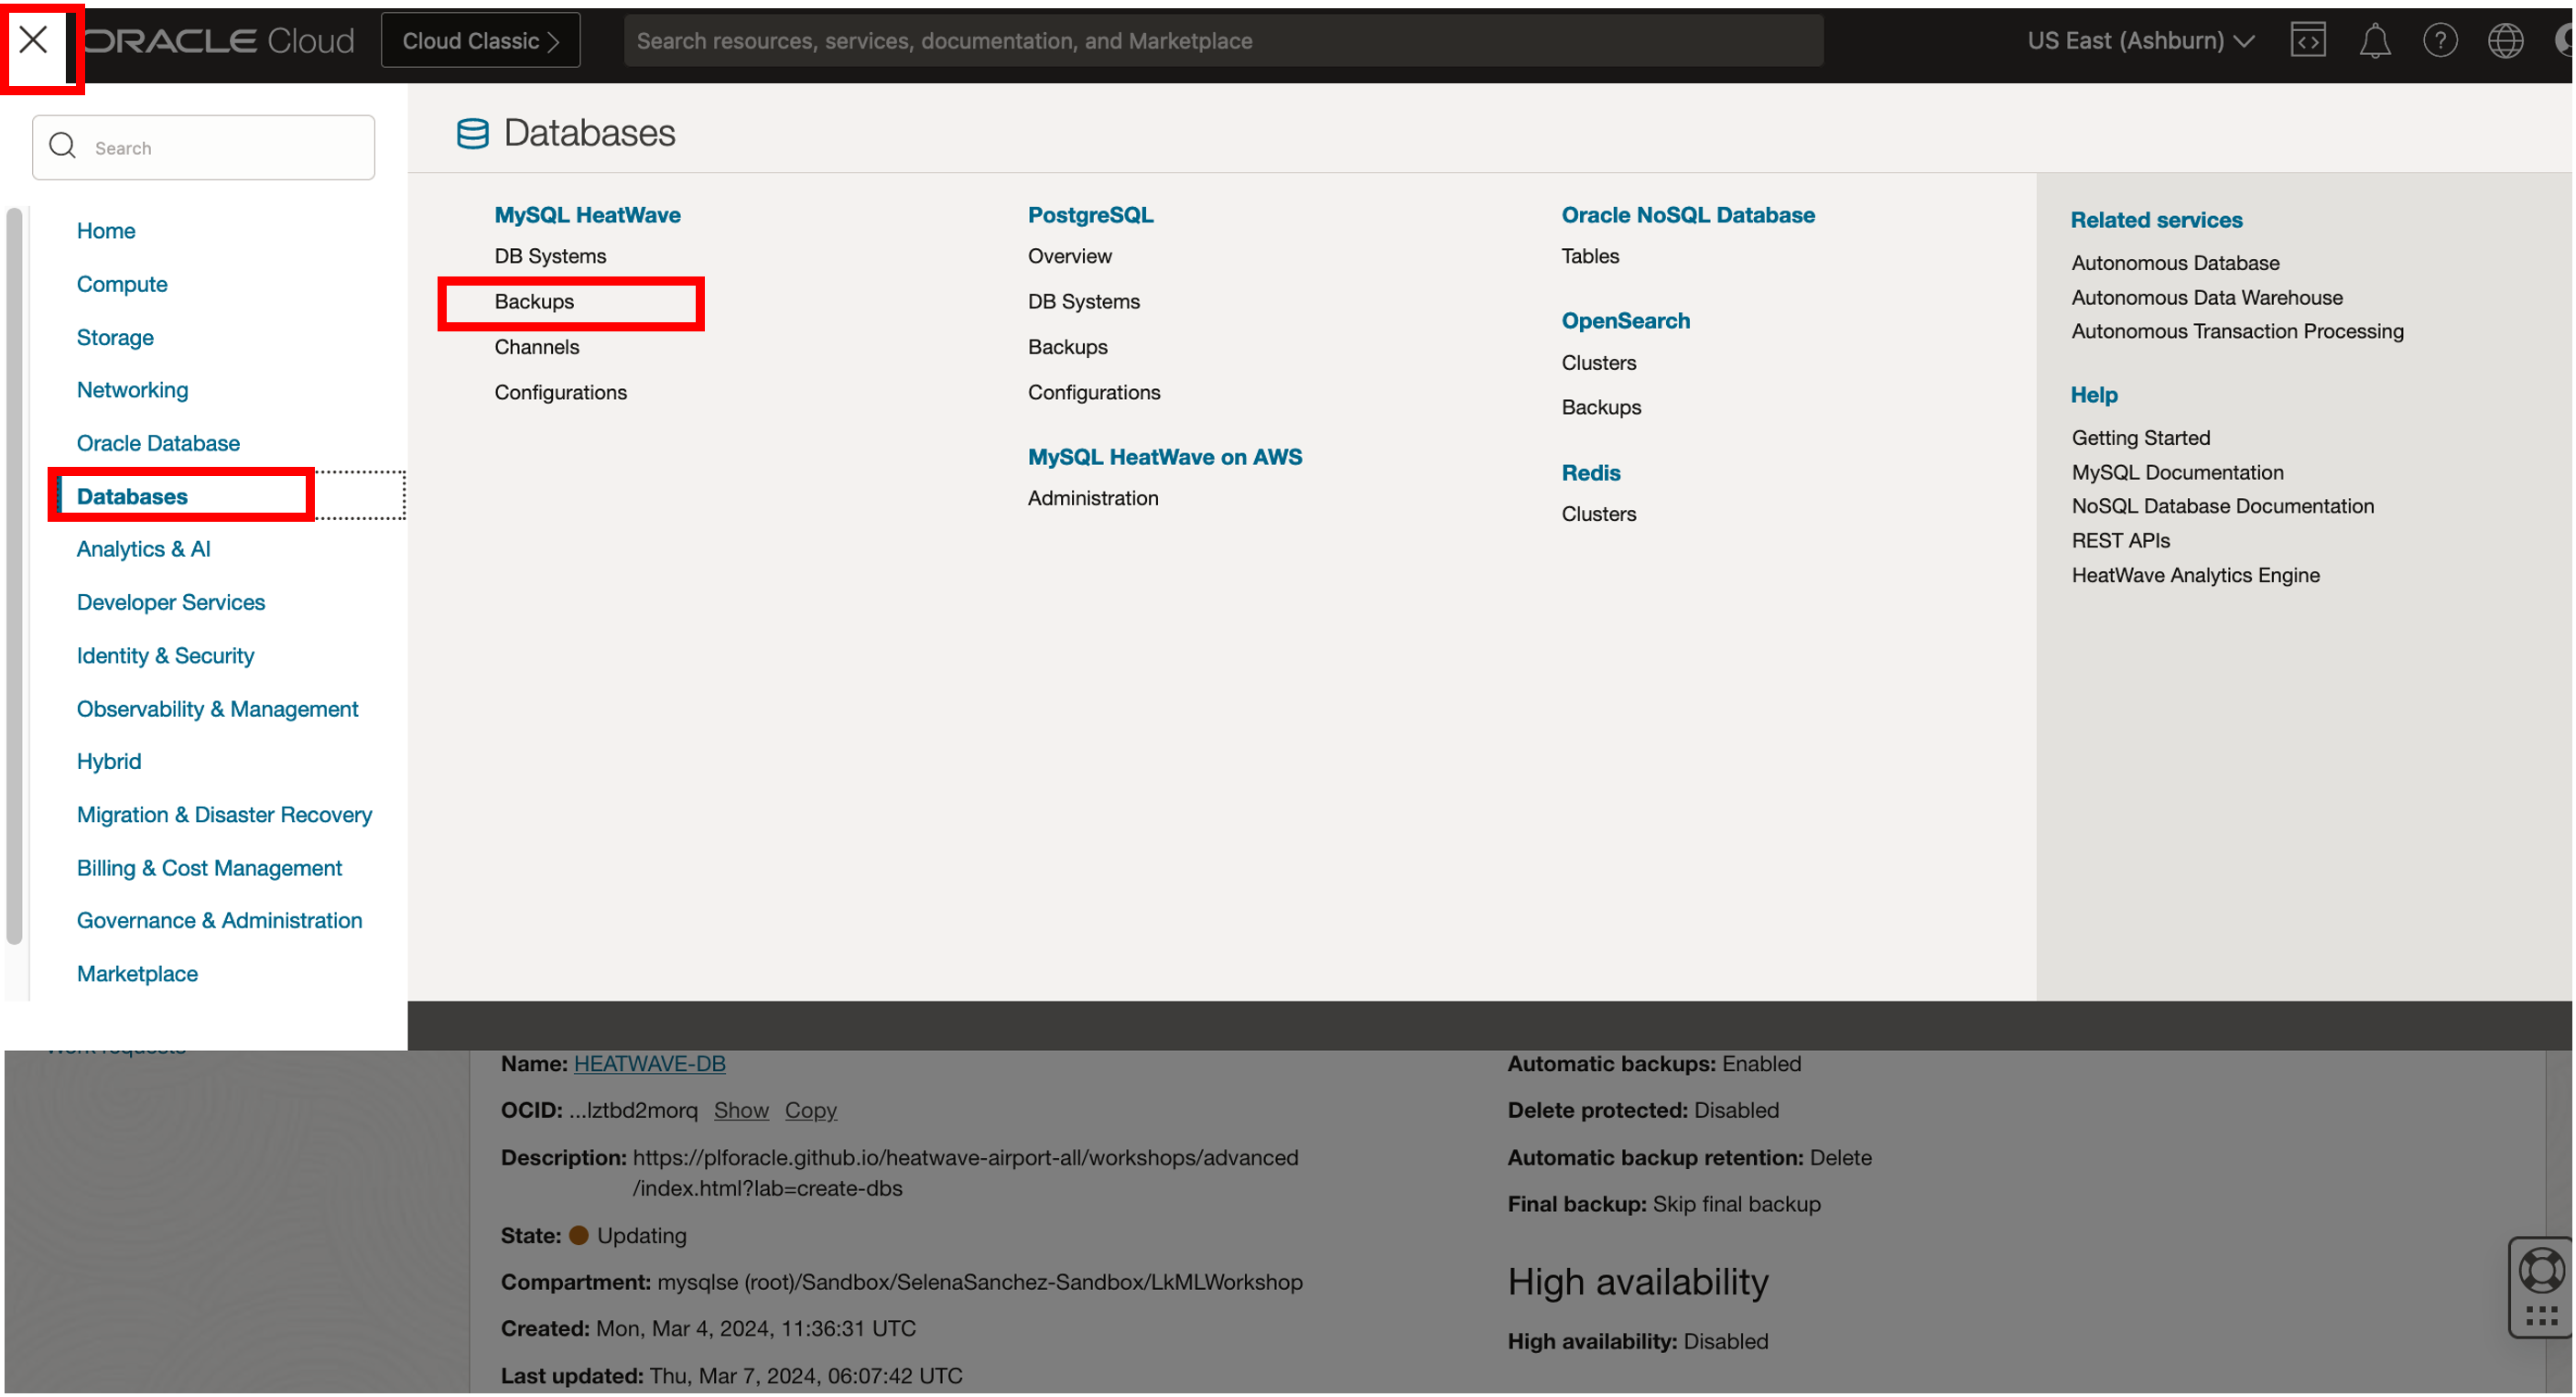 ORACLE Cloud
Cloud Classic
Search resources, services, documentation, and Marketplace
US East (Ashburn)
Search
Home
Compute
Storage
Networking
Oracle Database
Databases
Analytics & AI
Developer Services
Identity & Security
Observability & Management
Hybrid
Migration & Disaster Recovery
Billing & Cost Management
Governance & Administration
Marketplace
Databases
MySQL HeatWave
DB Systems
Backups
Channels
Configurations
PostgreSQL
Overview
DB Systems
Backups
Configurations
MySQL HeatWave on AWS
Administration
Oracle NoSQL Database
Tables
OpenSearch
Clusters
Backups
Redis
Clusters
Related services
Autonomous Database
Autonomous Data Warehouse
Autonomous Transaction Processing
Help
Getting Started
MySQL Documentation
NoSQL Database Documentation
REST APIs
HeatWave Analytics Engine
Work requests
Name: HEATWAVE-DB
OCID: ...lztbd2morq Show Copy
Description: https://plforacle.github.io/heatwave-airport-all/workshops/advanced
/index.html?lab=create-dbs
State: Updating
Compartment: mysqlse (root)/Sandbox/SelenaSanchez-Sandbox/LkMLWorkshop
Created: Mon, Mar 4, 2024, 11:36:31 UTC
Last updated: Thu, Mar 7, 2024, 06:07:42 UTC
Automatic backups: Enabled
Delete protected: Disabled
Automatic backup retention: Delete
Final backup: Skip final backup
High availability
High availability: Disabled